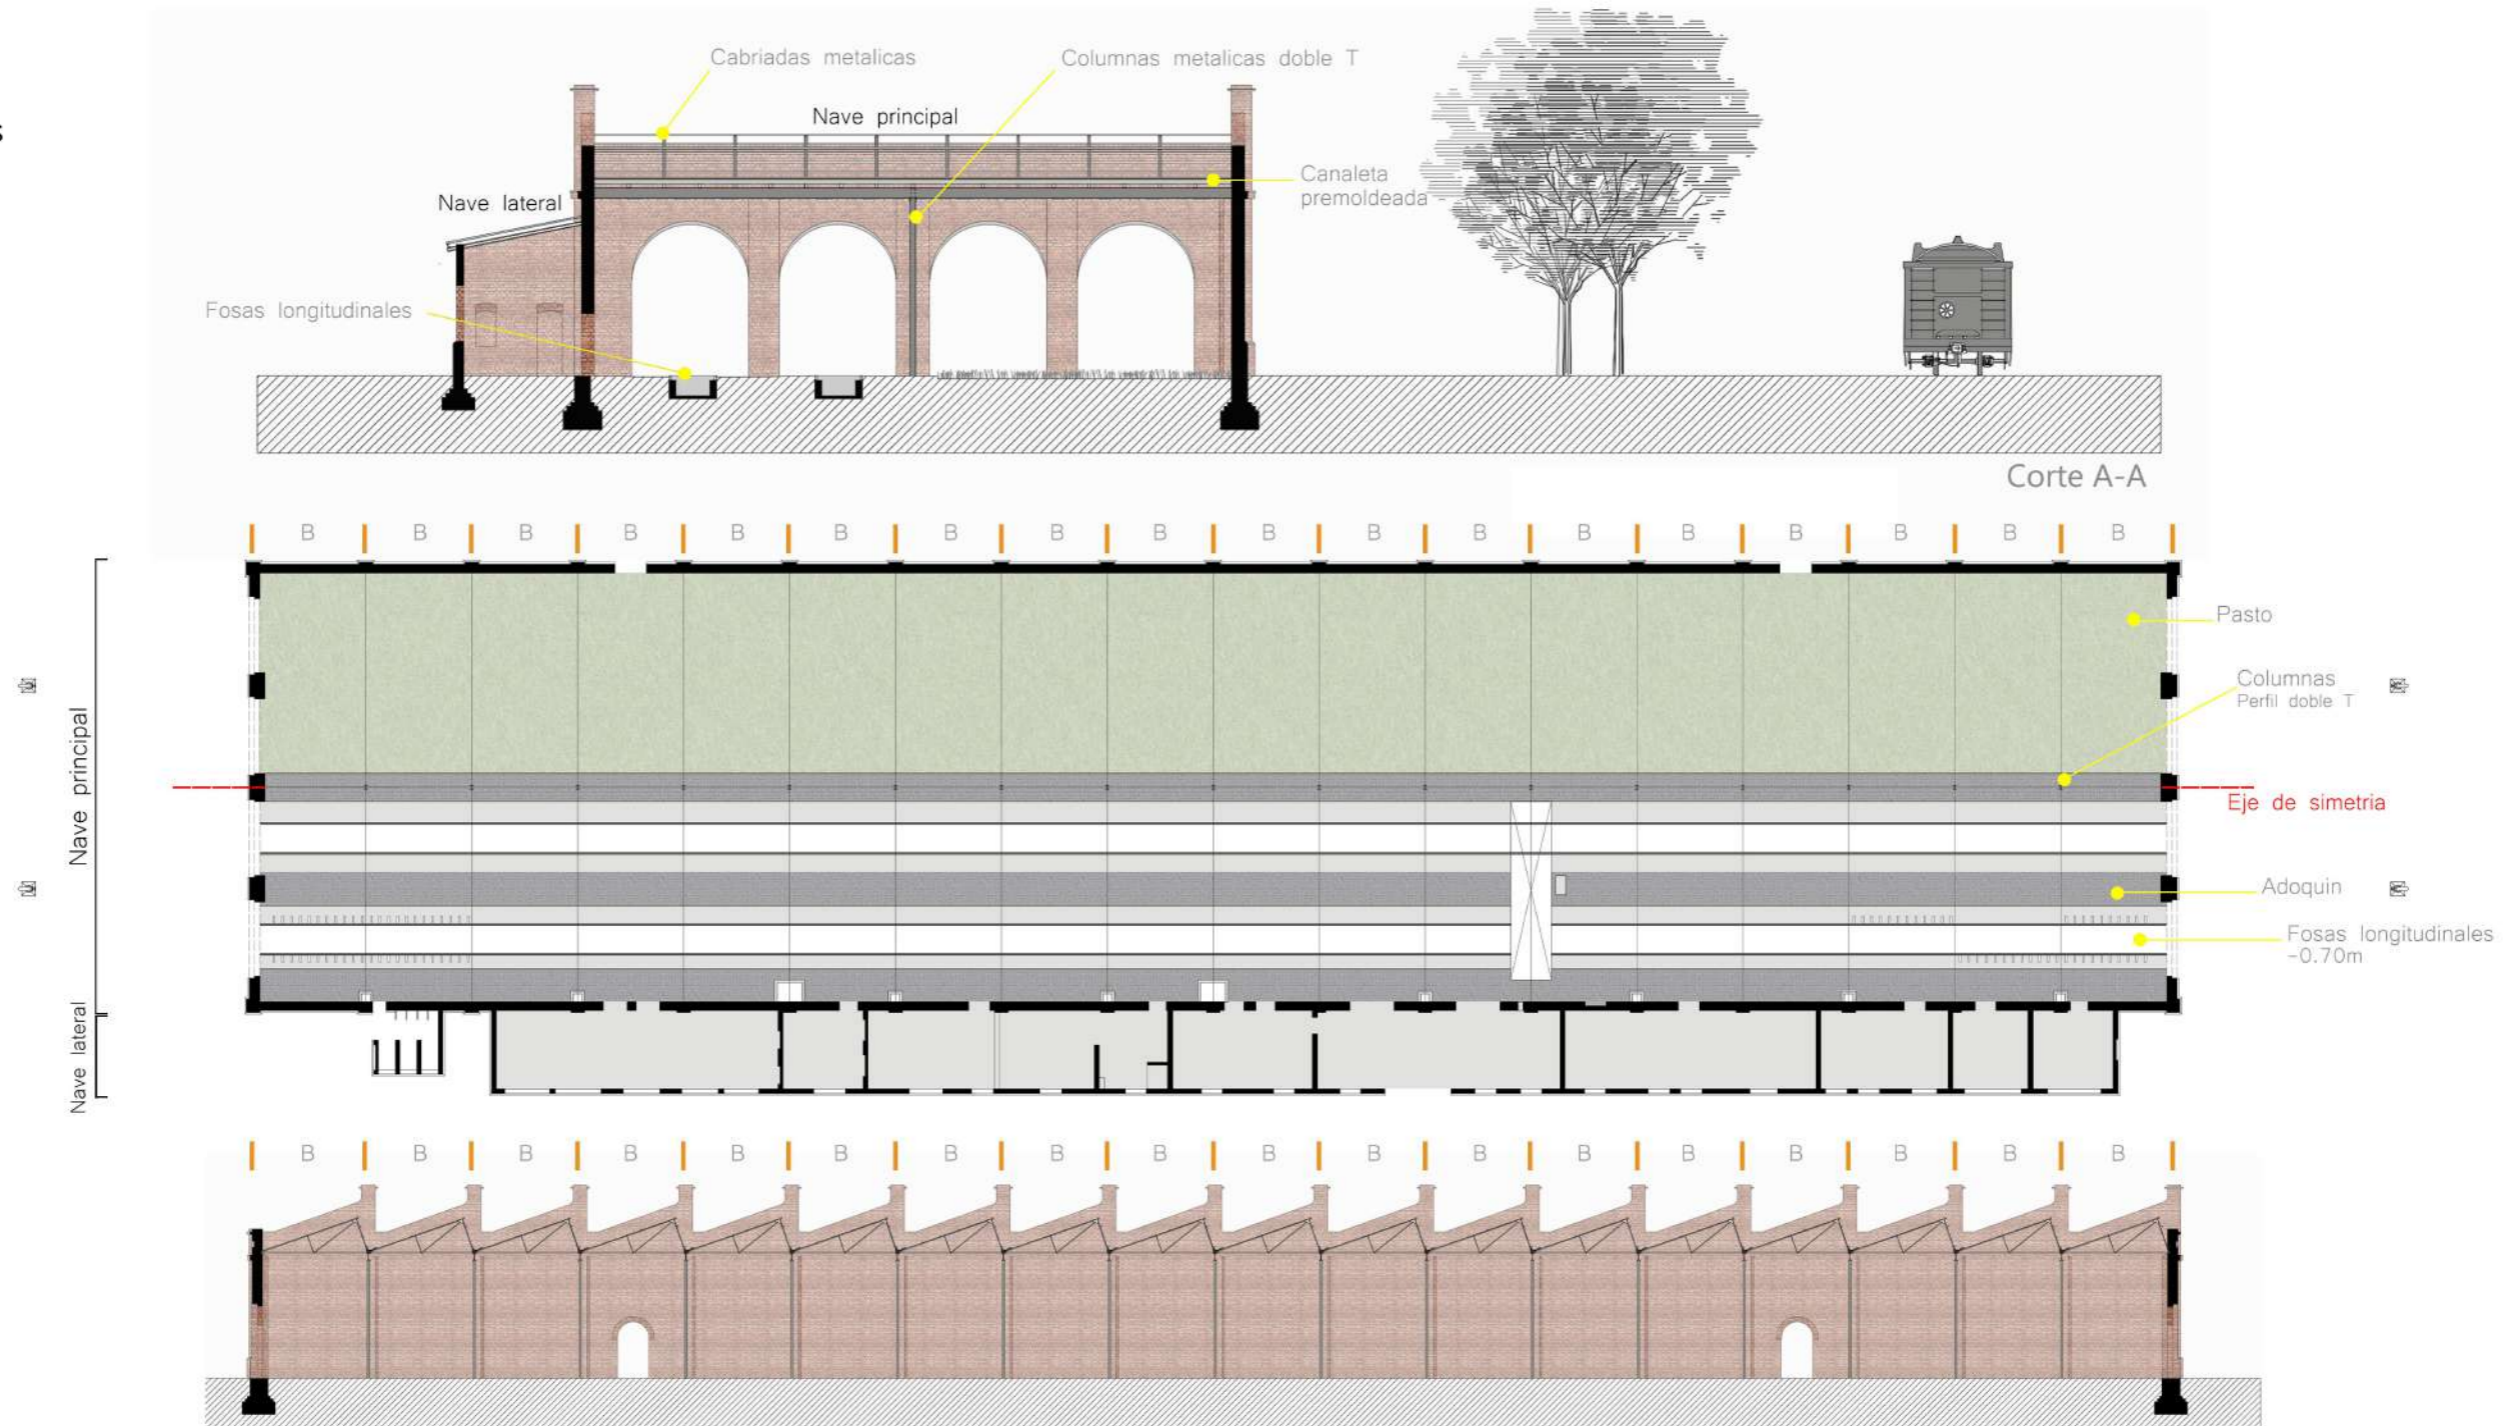 s
Cabriadas metalicas
Columnas metalicas doble T
Nave principal
Canaleta
premoldeada
Nave lateral
Fosas longitudinales
Corte A-A
B B B B B B B B B B B B B B B B B B
Pasto
Columnas
Perfil doble T
Nave principal
Eje de simetria
Adoquin
Fosas longitudinales
-0.70m
Nave lateral
B B B B B B B B B B B B B B B B B B